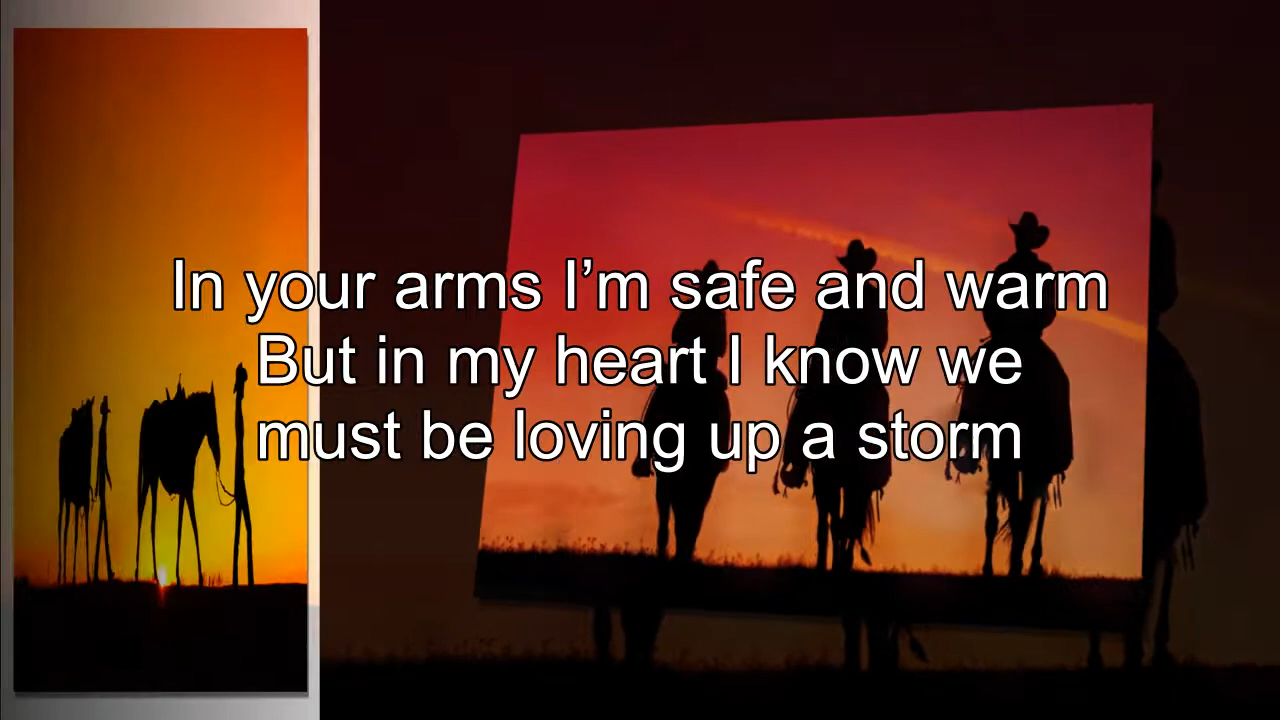 In your arms I’m safe and warm
But in my heart I know we
must be loving up a storm